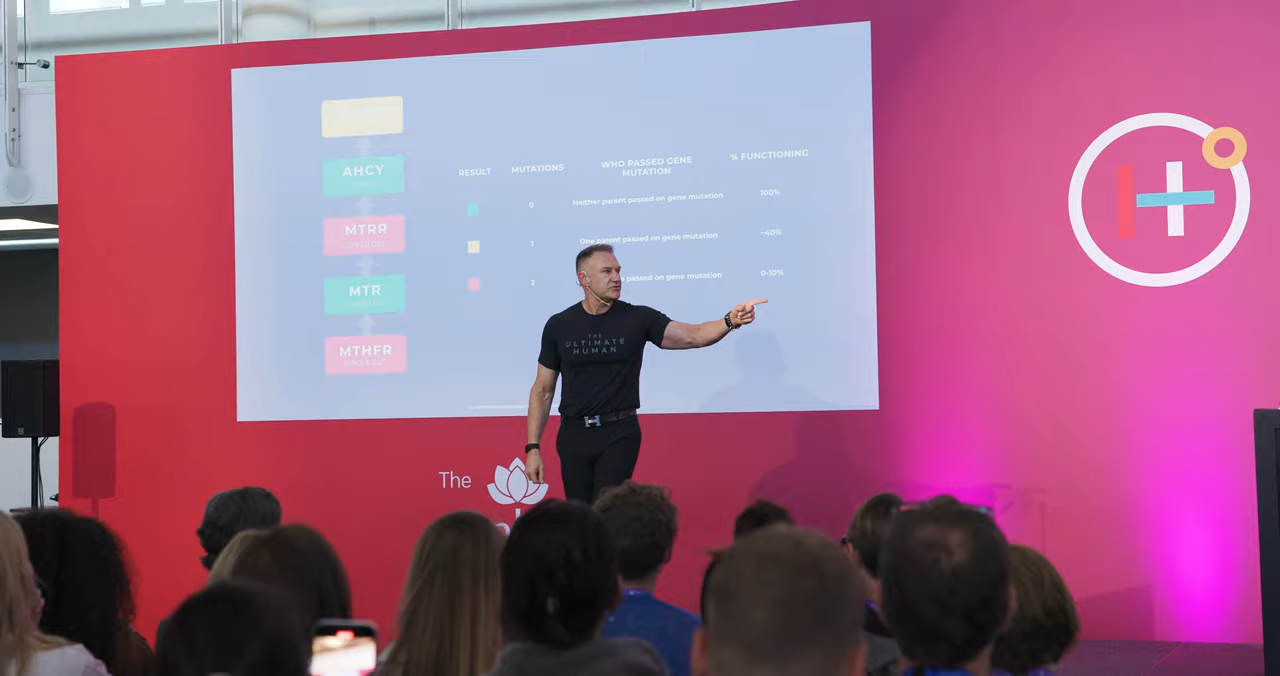 AHCY
MTRR
MTR
MTHFR
RESULT
MUTATIONS
WHO PASSED GENE
MUTATION
% FUNCTIONING
0
Neither parent passed on gene mutation
100%
1
One parent passed on gene mutation
~40%
2
passed on gene mutation
0-10%
THE
ULTIMATE
HUMAN
The
H